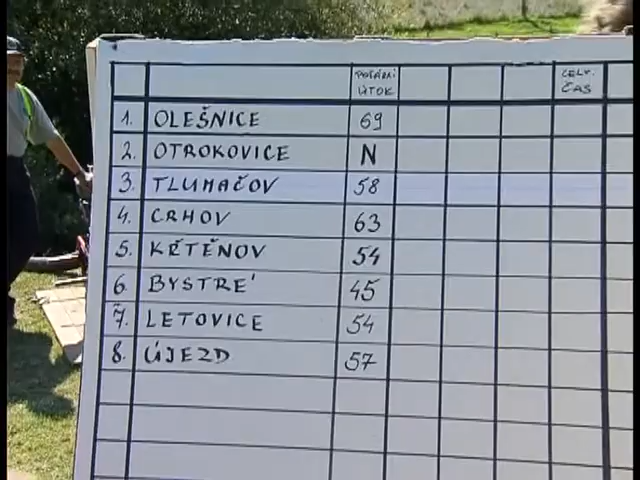 POŽÁRNÍ ÚTOK CELK. ČAS
1. OLEŠNICE 69
2. OTROKOVICE N
3. TLUMAČOV 58
4. CRHOV 63
5. KŘTĚNOV 54
6. BYSTRÉ 45
7. LETOVICE 54
8. ÚJEZD 57